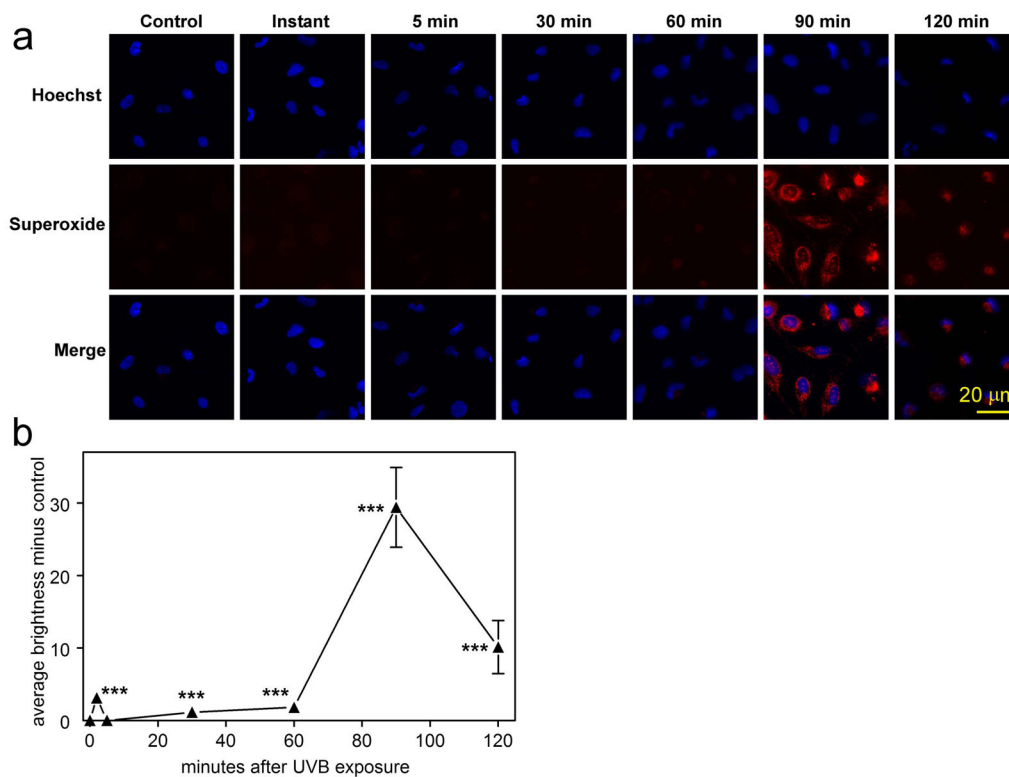 a
Control Instant 5 min 30 min 60 min 90 min 120 min
Hoechst
Superoxide
Merge
20 μm
b
average brightness minus control
30
20
10
0
***
***
***
***
***
0 20 40 60 80 100 120
minutes after UVB exposure